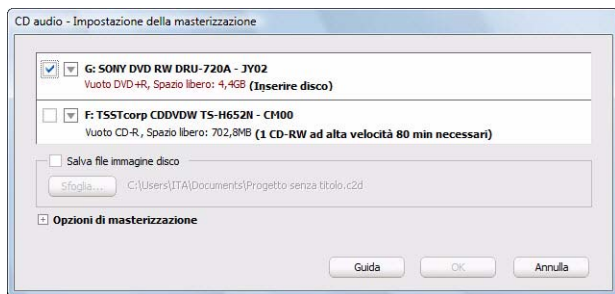 CD audio - Impostazione della masterizzazione
G: SONY DVD RW DRU-720A - JY02
Vuoto DVD+R, Spazio libero: 4,4GB (Inserire disco)
F: TSSTcorp CDDVDW TS-H652N - CM00
Vuoto CD-R, Spazio libero: 702,8MB (1 CD-RW ad alta velocità 80 min necessari)
Salva file immagine disco
Sfoglia... C:\Users\ITA\Documents\Progetto senza titolo.c2d
Opzioni di masterizzazione
Guida OK Annulla